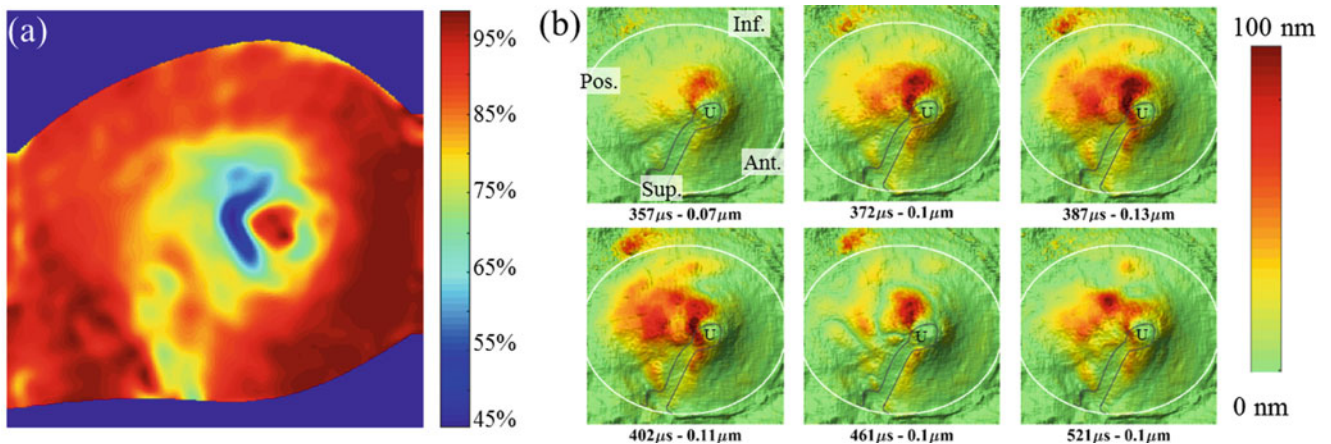 (a)
95%
85%
75%
65%
55%
45%
(b)
Inf.
Pos.
U
Ant.
Sup.
357μs - 0.07μm
U
372μs - 0.1μm
U
387μs - 0.13μm
U
402μs - 0.11μm
U
461μs - 0.1μm
U
521μs - 0.1μm
100 nm
0 nm